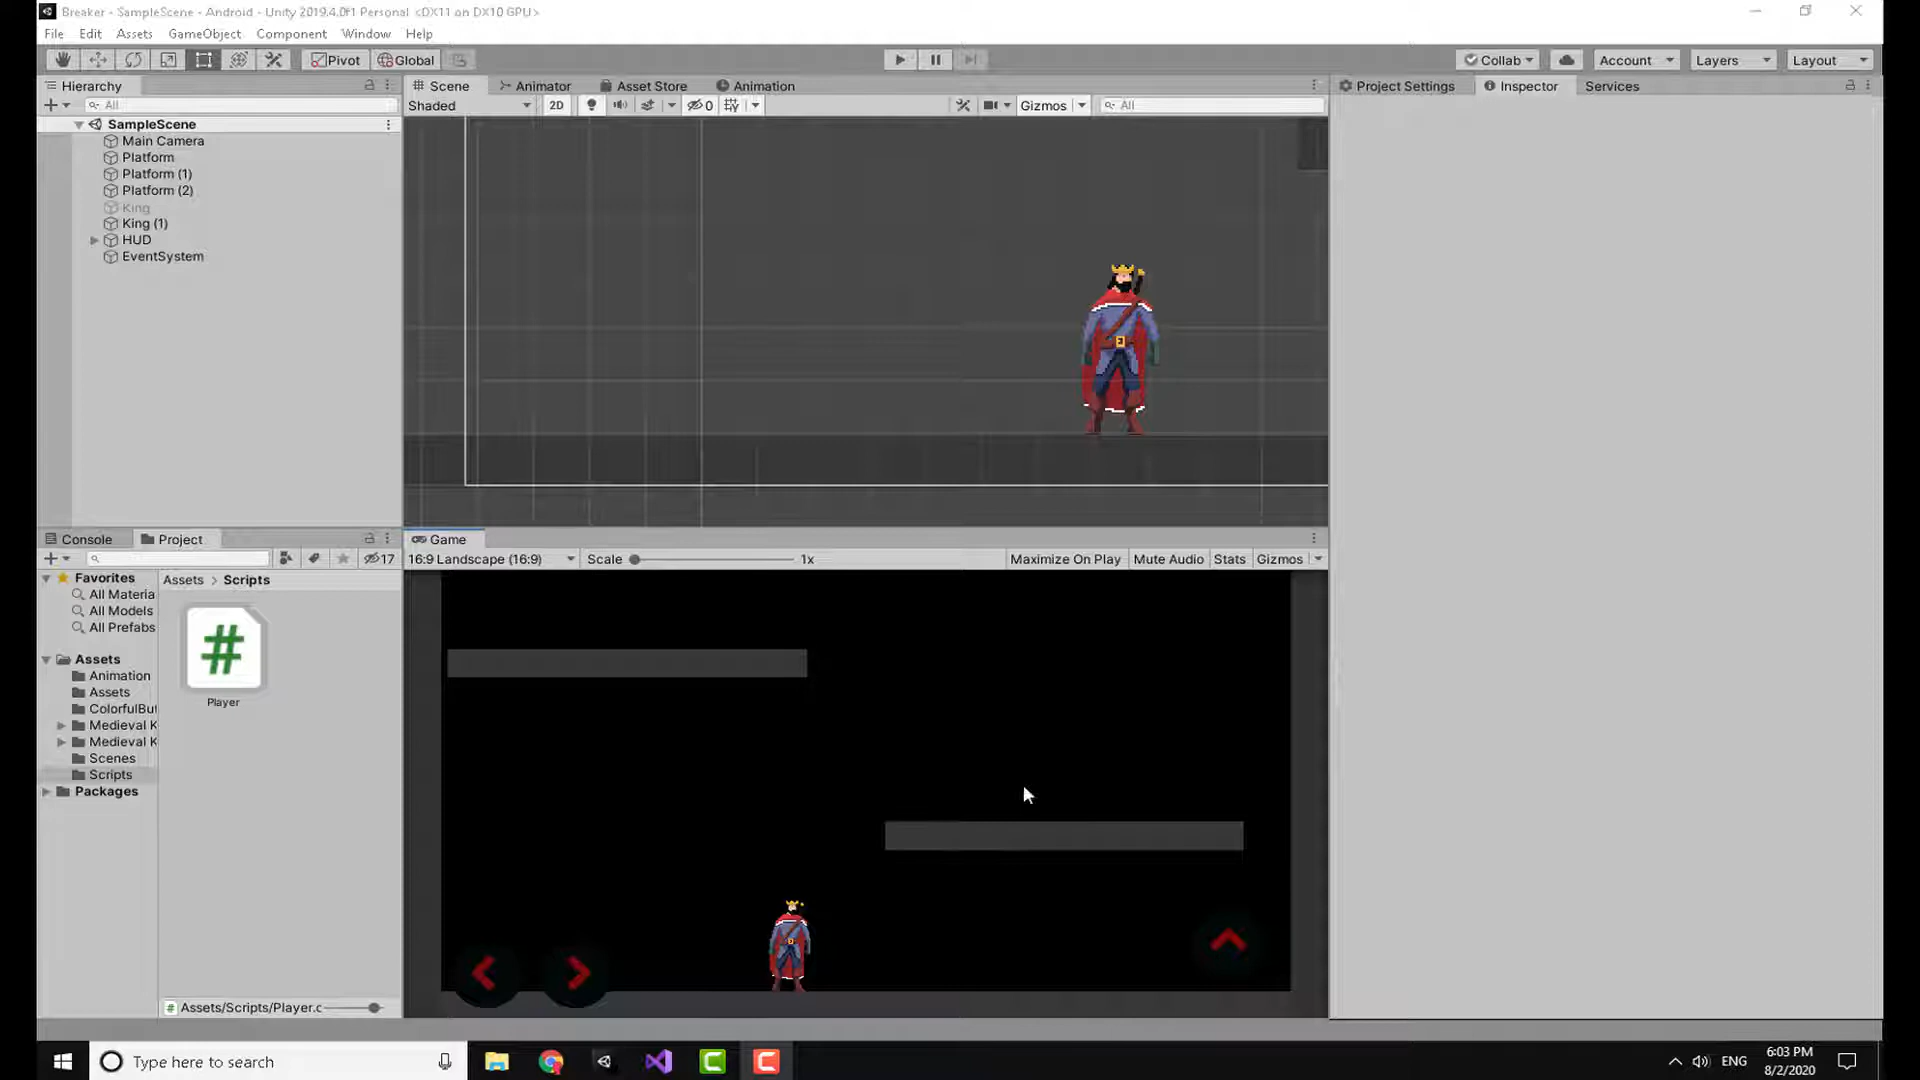 Breaker - SampleScene - Android - Unity 2019.4.0f1 Personal <DX11 on DX10 GPU>
File Edit Assets GameObject Component Window Help
Pivot Global Collab Account Layers Layout
Hierarchy
All
SampleScene
Main Camera
Platform
Platform (1)
Platform (2)
King
King (1)
HUD
EventSystem
Scene Animator Asset Store Animation
Shaded 2D 0 Gizmos All
Project Settings Inspector Services
Console Project
17
Favorites
All Materia
All Models
All Prefabs
Assets
Animation
Assets
ColorfulBut
Medieval K
Medieval K
Scenes
Scripts
Packages
Assets > Scripts
Player
Assets/Scripts/Player.c
Game
16:9 Landscape (16:9) Scale 1x Maximize On Play Mute Audio Stats Gizmos
Type here to search
ENG
6:03 PM
8/2/2020